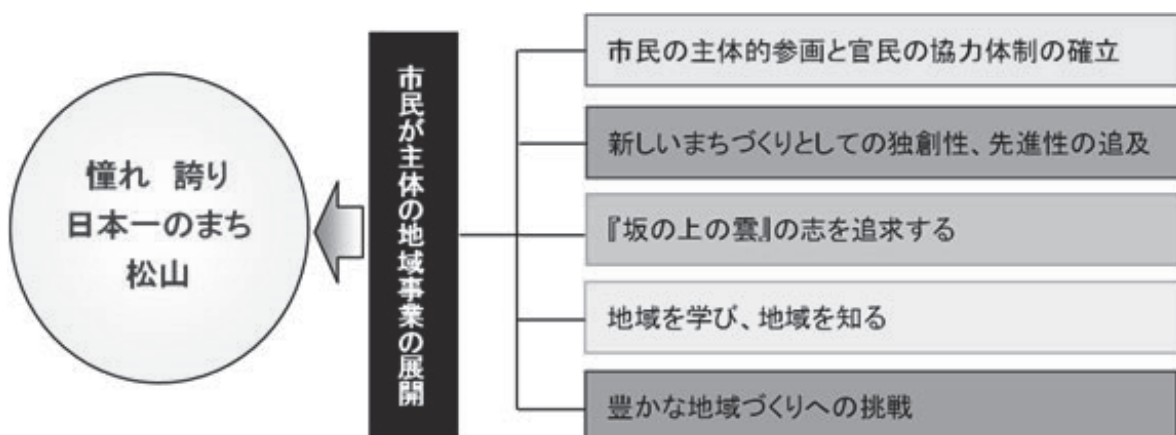 憧れ 誇り
日本一のまち
松山
市民が主体の地域事業の展開
市民の主体的参画と官民の協力体制の確立
新しいまちづくりとしての独創性、先進性の追及
『坂の上の雲』の志を追求する
地域を学び、地域を知る
豊かな地域づくりへの挑戦